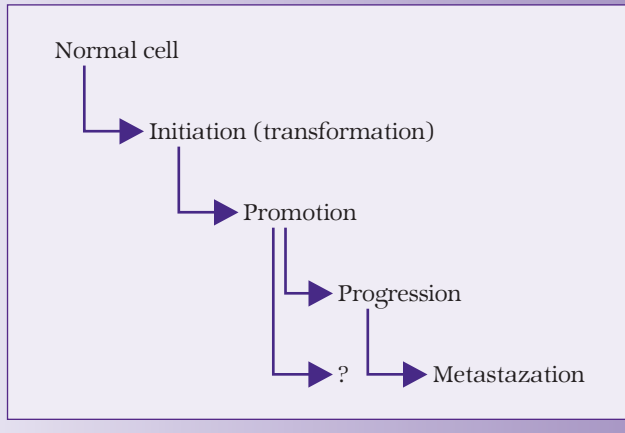 Normal cell
Initiation (transformation)
Promotion
Progression
? Metastazation